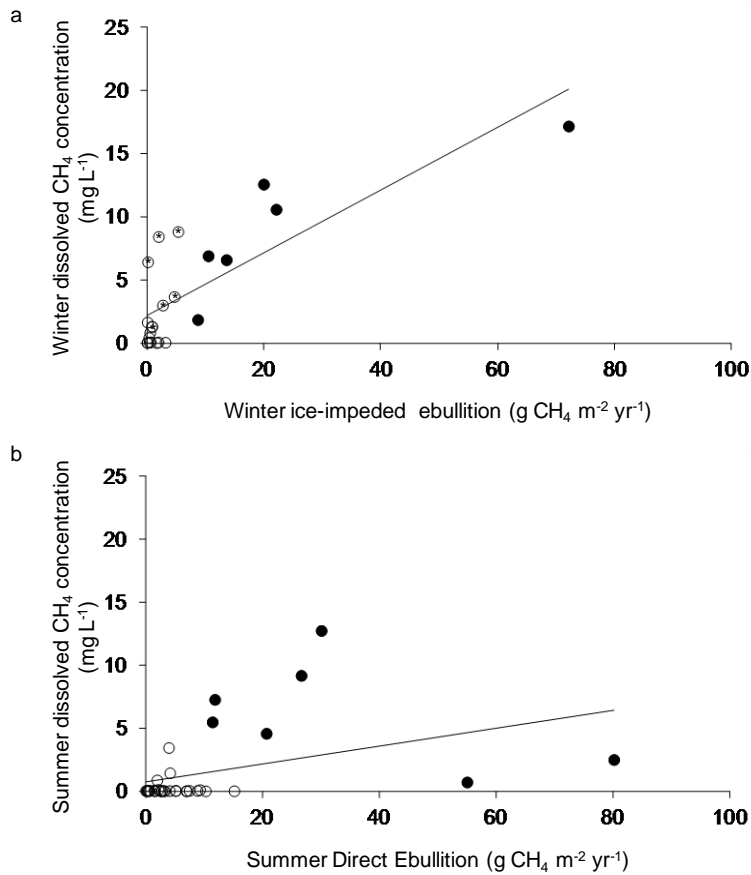 a
25
20
15
10
5
0
Winter dissolved CH₄ concentration
(mg L⁻¹)
0 20 40 60 80 100
Winter ice-impeded ebullition (g CH₄ m⁻² yr⁻¹)
b
25
20
15
10
5
0
Summer dissolved CH₄ concentration
(mg L⁻¹)
0 20 40 60 80 100
Summer Direct Ebullition (g CH₄ m⁻² yr⁻¹)